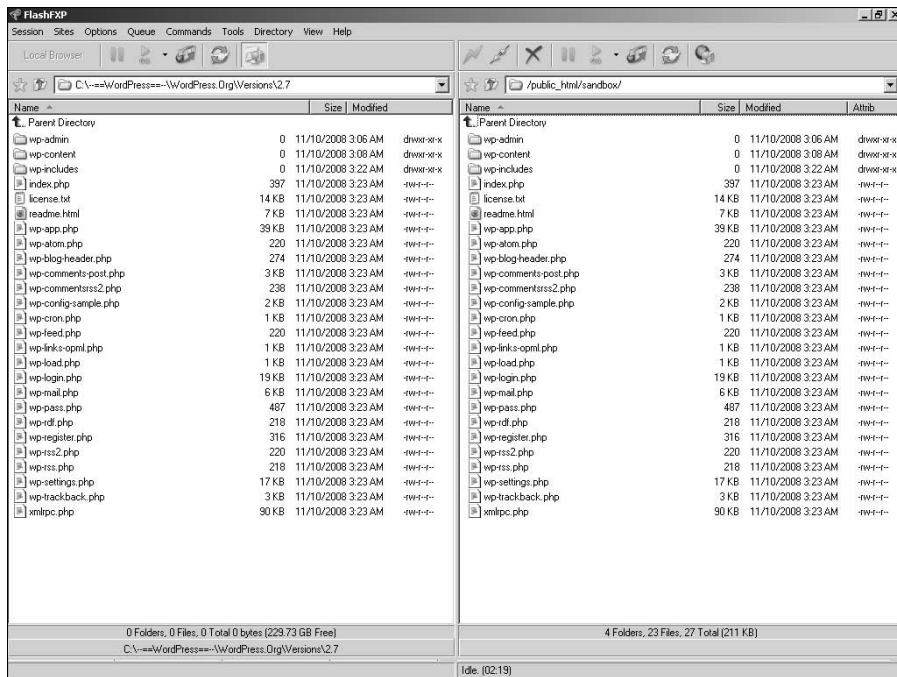 FlashFXP
Session Sites Options Queue Commands Tools Directory View Help
Local Browser
C:\--==WordPress==--\WordPress.Org\Versions\2.7
Name Size Modified
Parent Directory
wp-admin 0 11/10/2008 3:06 AM drwxr-xr-x
wp-content 0 11/10/2008 3:08 AM drwxr-xr-x
wp-includes 0 11/10/2008 3:22 AM drwxr-xr-x
index.php 397 11/10/2008 3:23 AM -rw-r--r--
license.txt 14 KB 11/10/2008 3:23 AM -rw-r--r--
readme.html 7 KB 11/10/2008 3:23 AM -rw-r--r--
wp-app.php 39 KB 11/10/2008 3:23 AM -rw-r--r--
wp-atom.php 220 11/10/2008 3:23 AM -rw-r--r--
wp-blog-header.php 274 11/10/2008 3:23 AM -rw-r--r--
wp-comments-post.php 3 KB 11/10/2008 3:23 AM -rw-r--r--
wp-commentsrss2.php 238 11/10/2008 3:23 AM -rw-r--r--
wp-config-sample.php 2 KB 11/10/2008 3:23 AM -rw-r--r--
wp-cron.php 1 KB 11/10/2008 3:23 AM -rw-r--r--
wp-feed.php 220 11/10/2008 3:23 AM -rw-r--r--
wp-links-opml.php 1 KB 11/10/2008 3:23 AM -rw-r--r--
wp-load.php 1 KB 11/10/2008 3:23 AM -rw-r--r--
wp-login.php 19 KB 11/10/2008 3:23 AM -rw-r--r--
wp-mail.php 6 KB 11/10/2008 3:23 AM -rw-r--r--
wp-pass.php 487 11/10/2008 3:23 AM -rw-r--r--
wp-rdf.php 218 11/10/2008 3:23 AM -rw-r--r--
wp-register.php 316 11/10/2008 3:23 AM -rw-r--r--
wp-rss2.php 220 11/10/2008 3:23 AM -rw-r--r--
wp-rss.php 218 11/10/2008 3:23 AM -rw-r--r--
wp-settings.php 17 KB 11/10/2008 3:23 AM -rw-r--r--
wp-trackback.php 3 KB 11/10/2008 3:23 AM -rw-r--r--
xmlrpc.php 90 KB 11/10/2008 3:23 AM -rw-r--r--
0 Folders, 0 Files, 0 Total 0 bytes (229.73 GB Free)
C:\--==WordPress==--\WordPress.Org\Versions\2.7
/public_html/sandbox/
Name Size Modified Attrib
Parent Directory
wp-admin 0 11/10/2008 3:06 AM drwxr-xr-x
wp-content 0 11/10/2008 3:08 AM drwxr-xr-x
wp-includes 0 11/10/2008 3:22 AM drwxr-xr-x
index.php 397 11/10/2008 3:23 AM -rw-r--r--
license.txt 14 KB 11/10/2008 3:23 AM -rw-r--r--
readme.html 7 KB 11/10/2008 3:23 AM -rw-r--r--
wp-app.php 39 KB 11/10/2008 3:23 AM -rw-r--r--
wp-atom.php 220 11/10/2008 3:23 AM -rw-r--r--
wp-blog-header.php 274 11/10/2008 3:23 AM -rw-r--r--
wp-comments-post.php 3 KB 11/10/2008 3:23 AM -rw-r--r--
wp-commentsrss2.php 238 11/10/2008 3:23 AM -rw-r--r--
wp-config-sample.php 2 KB 11/10/2008 3:23 AM -rw-r--r--
wp-cron.php 1 KB 11/10/2008 3:23 AM -rw-r--r--
wp-feed.php 220 11/10/2008 3:23 AM -rw-r--r--
wp-links-opml.php 1 KB 11/10/2008 3:23 AM -rw-r--r--
wp-load.php 1 KB 11/10/2008 3:23 AM -rw-r--r--
wp-login.php 19 KB 11/10/2008 3:23 AM -rw-r--r--
wp-mail.php 6 KB 11/10/2008 3:23 AM -rw-r--r--
wp-pass.php 487 11/10/2008 3:23 AM -rw-r--r--
wp-rdf.php 218 11/10/2008 3:23 AM -rw-r--r--
wp-register.php 316 11/10/2008 3:23 AM -rw-r--r--
wp-rss2.php 220 11/10/2008 3:23 AM -rw-r--r--
wp-rss.php 218 11/10/2008 3:23 AM -rw-r--r--
wp-settings.php 17 KB 11/10/2008 3:23 AM -rw-r--r--
wp-trackback.php 3 KB 11/10/2008 3:23 AM -rw-r--r--
xmlrpc.php 90 KB 11/10/2008 3:23 AM -rw-r--r--
4 Folders, 23 Files, 27 Total (211 KB)
Idle. (02:19)